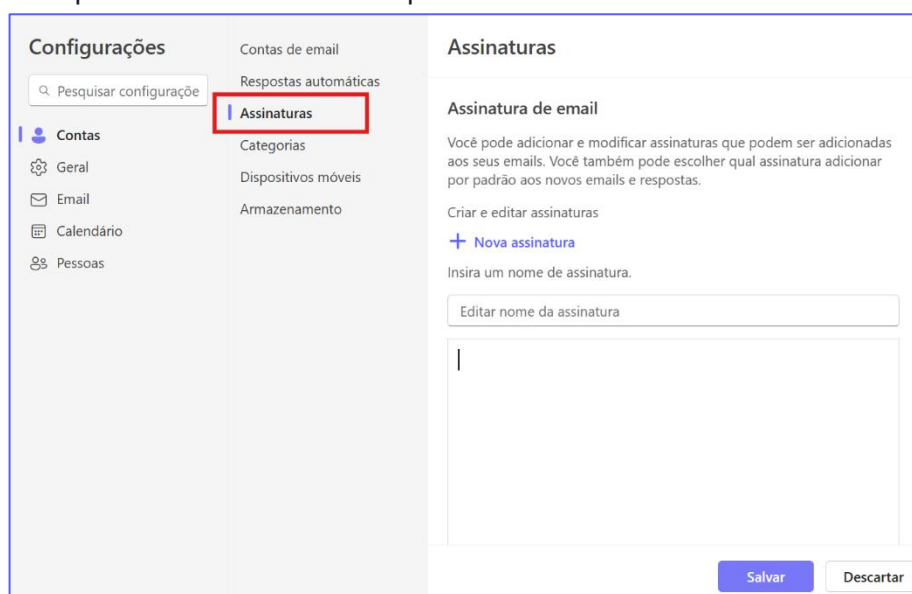 Configurações
Pesquisar configuraçõe
Contas
Geral
Email
Calendário
Pessoas
Contas de email
Respostas automáticas
Assinaturas
Categorias
Dispositivos móveis
Armazenamento
Assinaturas
Assinatura de email
Você pode adicionar e modificar assinaturas que podem ser adicionadas
aos seus emails. Você também pode escolher qual assinatura adicionar
por padrão aos novos emails e respostas.
Criar e editar assinaturas
+ Nova assinatura
Insira um nome de assinatura.
Editar nome da assinatura
Salvar
Descartar